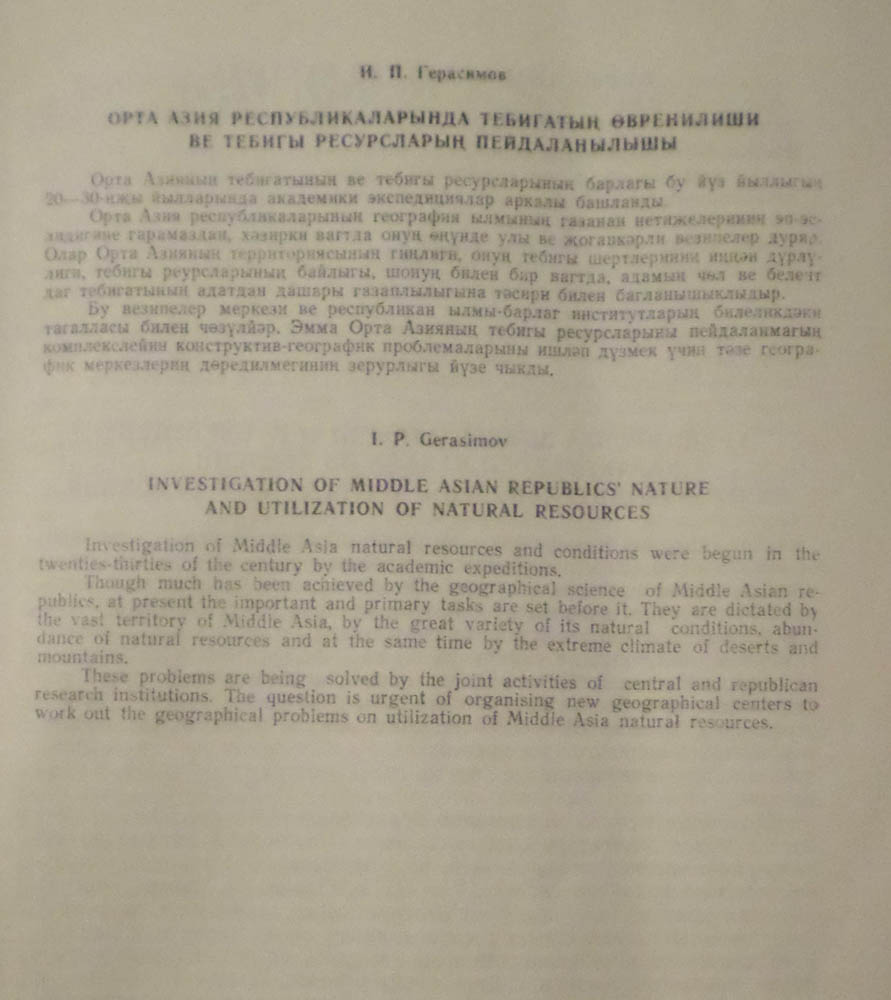 И. П. Герасимов
ОРТА АЗИЯ РЕСПУБЛИКАЛАРЫНДА ТЕБИГАТЫҢ ӨВРЕНИЛИШИ
ВЕ ТЕБИГЫ РЕСУРСЛАРЫҢ ПЕЙДАЛАНЫЛЫШЫ
Орта Азияның тебигатының ве тебигы ресурсларының барлагы бу йүз йыллыгың
20—30-нжы йылларында академики экспедициялар аркалы башланды.
Орта Азия республикаларының география ылмының газанан нетижелериниң
гарамаздан, хәзирки вагтда онуң өңүнде улы ве җогапкәрли везипелер дуряр.
Олар Орта Азияның территориясының гиңлиги, онуң тебигы шертлериниң иңңән дүрлү-
лиги, тебигы реурсларының байлыгы, шонуң билен бир вагтда, адамың чөл ве белент
даг тебигатының адатдан дашары газаплылыгына тәсири билен багланышыклыдыр.
Бу везипелер меркези ве республикан ылмы-барлаг институтларың билеликдәки
тагалласы билен чөзүлйәр. Эмма Орта Азияның тебигы ресурсларыны пейдаланмагың
комплекслейин конструктив-географик проблемаларыны ишләп дүзмек үчин тәзе геогра-
фик меркезлериң дөредилмегиниң зерурлыгы йүзе чыкды.
I. P. Gerasimov
INVESTIGATION OF MIDDLE ASIAN REPUBLICS' NATURE
AND UTILIZATION OF NATURAL RESOURCES
Investigation of Middle Asia natural resources and conditions were begun in the
twenties-thirties of the century by the academic expeditions.
Though much has been achieved by the geographical science of Middle Asian re-
publics, at present the important and primary tasks are set before it. They are dictated by
the vast territory of Middle Asia, by the great variety of its natural conditions, abun-
dance of natural resources and at the same time by the extreme climate of deserts and
mountains.
These problems are being solved by the joint activities of central and republican
research institutions. The question is urgent of organising new geographical centers to
work out the geographical problems on utilization of Middle Asia natural resources.